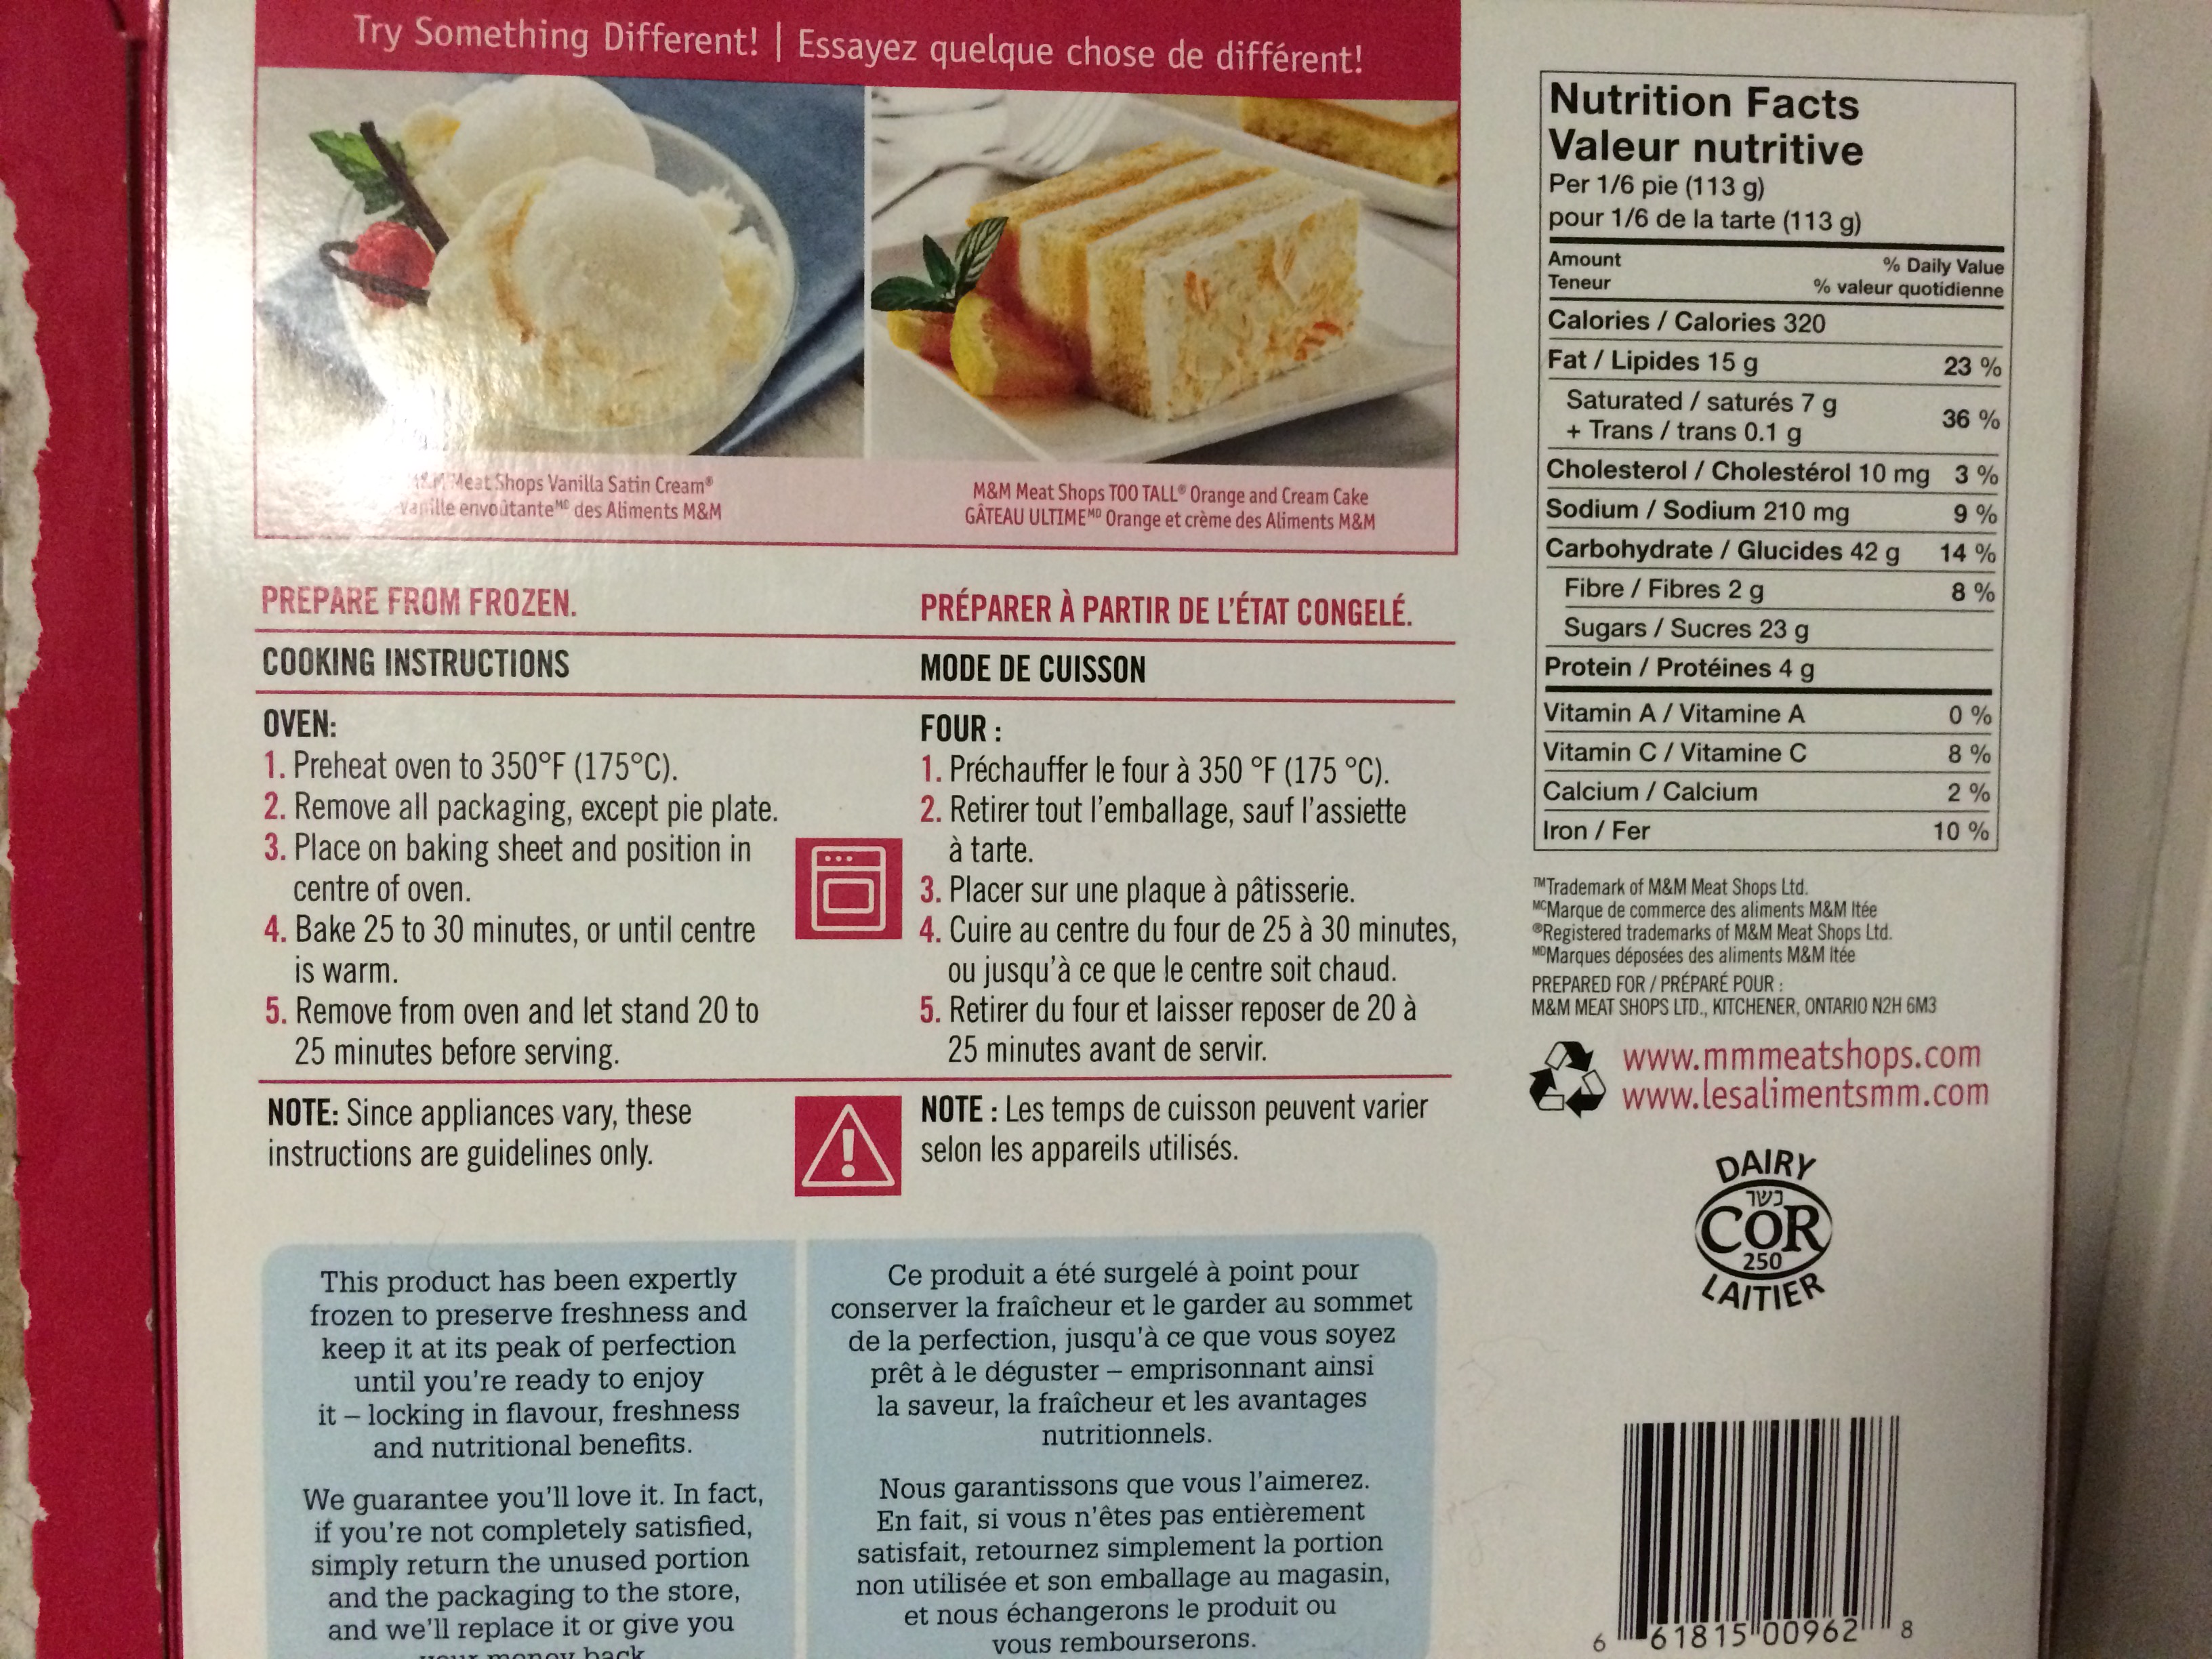 Try Something Different! | Essayez quelque chose de différent!
M&M Meat Shops Vanilla Satin Cream®
Vanille envoûtante MD des Aliments M&M
M&M Meat Shops TOO TALL® Orange and Cream Cake
GÂTEAU ULTIME MD Orange et crème des Aliments M&M
PREPARE FROM FROZEN.
COOKING INSTRUCTIONS
OVEN:
1. Preheat oven to 350°F (175°C).
2. Remove all packaging, except pie plate.
3. Place on baking sheet and position in
centre of oven.
4. Bake 25 to 30 minutes, or until centre
is warm.
5. Remove from oven and let stand 20 to
25 minutes before serving.
NOTE: Since appliances vary, these
instructions are guidelines only.
PRÉPARER À PARTIR DE L'ÉTAT CONGELÉ.
MODE DE CUISSON
FOUR :
1. Préchauffer le four à 350 °F (175 °C).
2. Retirer tout l'emballage, sauf l'assiette
à tarte.
3. Placer sur une plaque à pâtisserie.
4. Cuire au centre du four de 25 à 30 minutes,
ou jusqu'à ce que le centre soit chaud.
5. Retirer du four et laisser reposer de 20 à
25 minutes avant de servir.
NOTE : Les temps de cuisson peuvent varier
selon les appareils utilisés.
This product has been expertly
frozen to preserve freshness and
keep it at its peak of perfection
until you're ready to enjoy
it – locking in flavour, freshness
and nutritional benefits.
We guarantee you'll love it. In fact,
if you're not completely satisfied,
simply return the unused portion
and the packaging to the store,
and we'll replace it or give you
your money back
Ce produit a été surgelé à point pour
conserver la fraîcheur et le garder au sommet
de la perfection, jusqu'à ce que vous soyez
prêt à le déguster – emprisonnant ainsi
la saveur, la fraîcheur et les avantages
nutritionnels.
Nous garantissons que vous l'aimerez.
En fait, si vous n'êtes pas entièrement
satisfait, retournez simplement la portion
non utilisée et son emballage au magasin,
et nous échangerons le produit ou
vous rembourserons.
Nutrition Facts
Valeur nutritive
Per 1/6 pie (113 g)
pour 1/6 de la tarte (113 g)
Amount % Daily Value
Teneur % valeur quotidienne
Calories / Calories 320
Fat / Lipides 15 g 23 %
Saturated / saturés 7 g
+ Trans / trans 0.1 g 36 %
Cholesterol / Cholestérol 10 mg 3 %
Sodium / Sodium 210 mg 9 %
Carbohydrate / Glucides 42 g 14 %
Fibre / Fibres 2 g 8 %
Sugars / Sucres 23 g
Protein / Protéines 4 g
Vitamin A / Vitamine A 0 %
Vitamin C / Vitamine C 8 %
Calcium / Calcium 2 %
Iron / Fer 10 %
TM Trademark of M&M Meat Shops Ltd.
MC Marque de commerce des aliments M&M ltée
® Registered trademarks of M&M Meat Shops Ltd.
MD Marques déposées des aliments M&M ltée
PREPARED FOR / PRÉPARÉ POUR :
M&M MEAT SHOPS LTD., KITCHENER, ONTARIO N2H 6M3
www.mmmeatshops.com
www.lesalimentsmm.com
DAIRY
כשר
COR
250
LAITIER
6 61815 00962 8